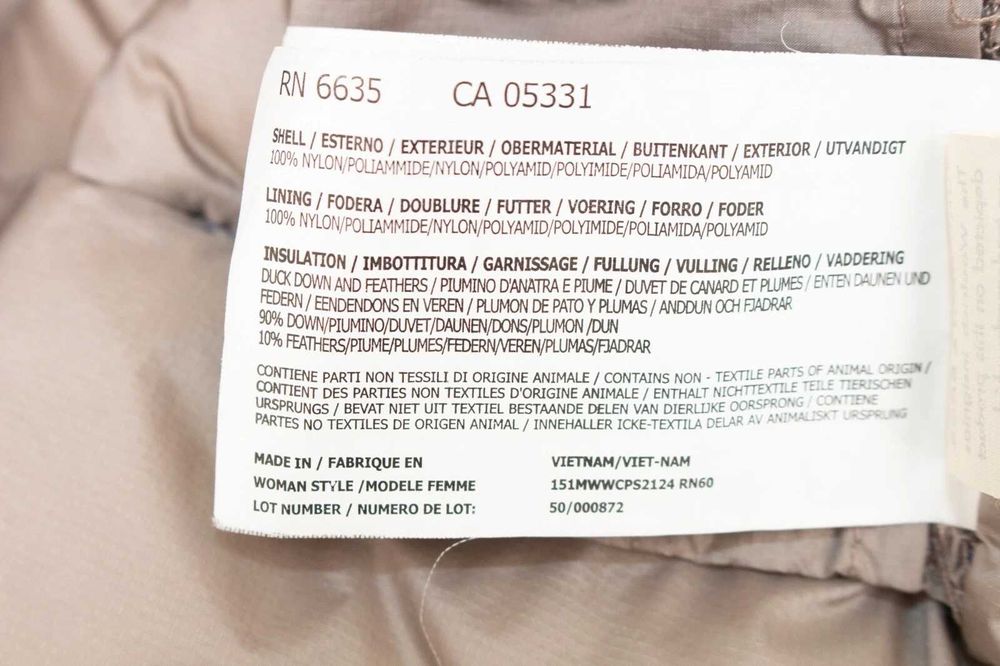 RN 6635 CA 05331
SHELL / ESTERNO / EXTERIEUR / OBERMATERIAL / BUITENKANT / EXTERIOR / UTVANDIGT
100% NYLON/POLIAMMIDE/NYLON/POLYAMID/POLYIMIDE/POLIAMIDA/POLYAMID
LINING / FODERA / DOUBLURE / FUTTER / VOERING / FORRO / FODER
100% NYLON/POLIAMMIDE/NYLON/POLYAMID/POLYIMIDE/POLIAMIDA/POLYAMID
INSULATION / IMBOTTITURA / GARNISSAGE / FULLUNG / VULLING / RELLENO / VADDERING
DUCK DOWN AND FEATHERS / PIUMINO D'ANATRA E PIUME / DUVET DE CANARD ET PLUMES / ENTEN DAUNEN UND
FEDERN / EENDENDONS EN VEREN / PLUMON DE PATO Y PLUMAS / ANDDUN OCH FJADRAR
90% DOWN/PIUMINO/DUVET/DAUNEN/DONS/PLUMON /DUN
10% FEATHERS/PIUME/PLUMES/FEDERN/VEREN/PLUMAS/FJADRAR
CONTIENE PARTI NON TESSILI DI ORIGINE ANIMALE / CONTAINS NON - TEXTILE PARTS OF ANIMAL ORIGIN /
CONTIENT DES PARTIES NON TEXTILES D'ORIGINE ANIMALE / ENTHALT NICHTTEXTILE TEILE TIERISCHEN
URSPRUNGS / BEVAT NIET UIT TEXTIEL BESTAANDE DELEN VAN DIERLIJKE OORSPRONG / CONTIENE
PARTES NO TEXTILES DE ORIGEN ANIMAL / INNEHALLER ICKE-TEXTILA DELAR AV ANIMALISKT URSPRUNG
MADE IN / FABRIQUE EN VIETNAM/VIET-NAM
WOMAN STYLE /MODELE FEMME 151MWWCPS2124 RN60
LOT NUMBER / NUMERO DE LOT: 50/000872